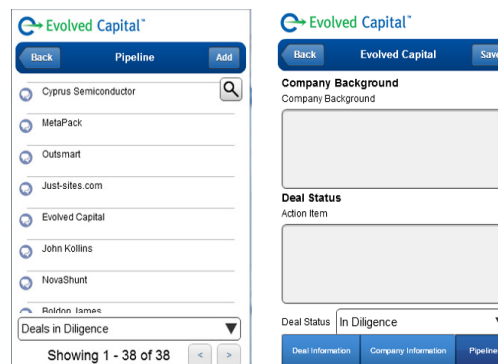 Evolved Capital™
Back Pipeline Add
Cyprus Semiconductor
MetaPack
Outsmart
Just-sites.com
Evolved Capital
John Kollins
NovaShunt
Boldon James
Deals in Diligence
Showing 1 - 38 of 38 < >
Evolved Capital™
Back Evolved Capital Save
Company Background
Company Background
Deal Status
Action Item
Deal Status In Diligence
Deal Information Company Information Pipeline